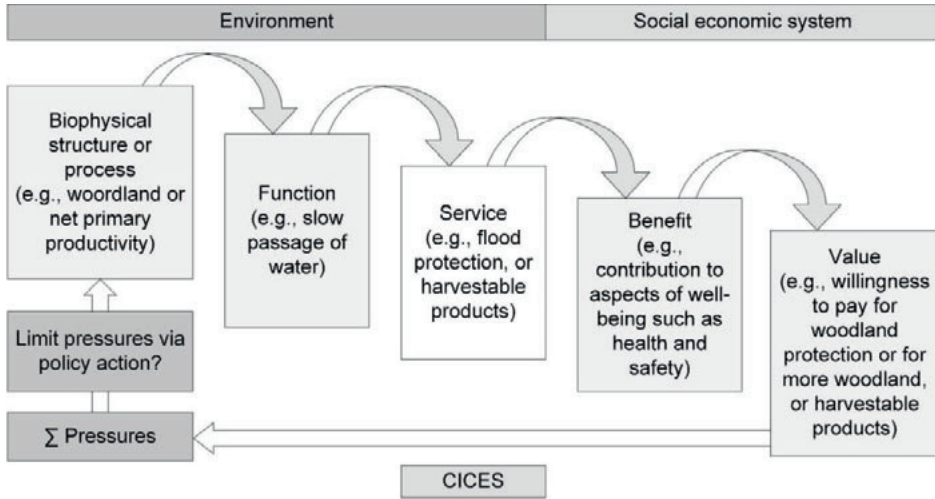 Environment
Social economic system
Biophysical
structure or
process
(e.g., woordland or
net primary
productivity)
Function
(e.g., slow
passage of
water)
Service
(e.g., flood
protection, or
harvestable
products)
Benefit
(e.g.,
contribution to
aspects of well-
being such as
health and
safety)
Value
(e.g., willingness
to pay for
woodland
protection or for
more woodland,
or harvestable
products)
Limit pressures via
policy action?
∑ Pressures
CICES